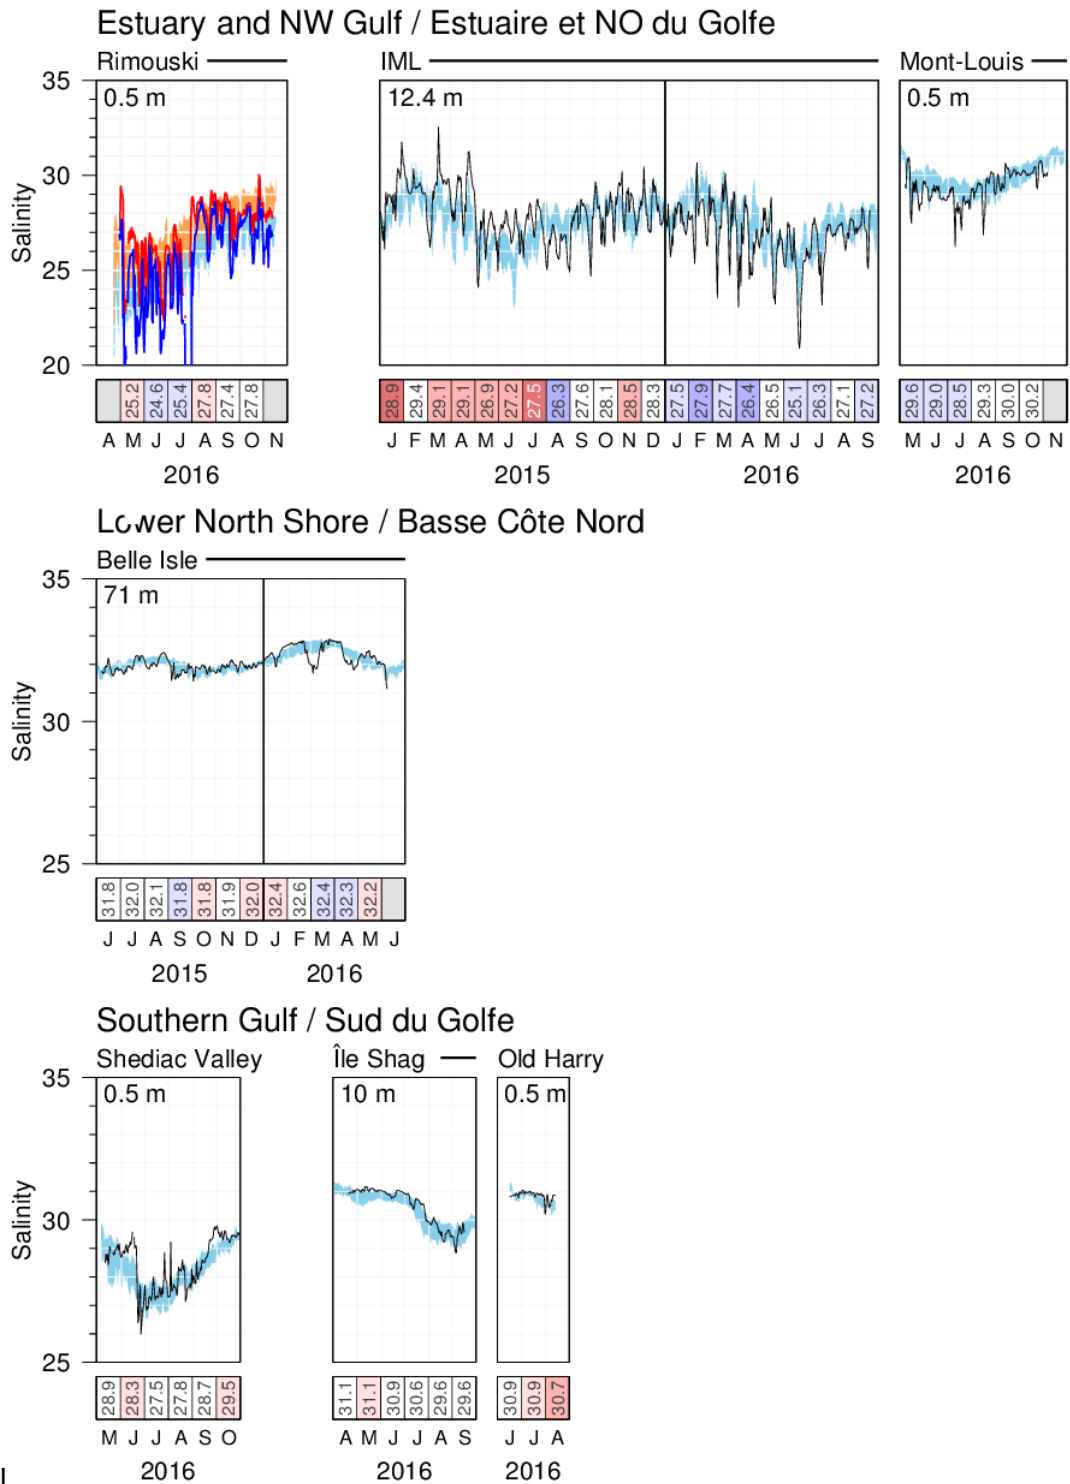 Estuary and NW Gulf / Estuaire et NO du Golfe
Rimouski IML Mont-Louis
35 0.5 m 12.4 m 0.5 m
30
25
20
Salinity
25.2 24.6 25.4 27.8 27.4 27.8
28.9 29.4 29.1 29.1 26.9 27.2 27.5 26.3 27.6 28.1 28.5 28.3 27.5 27.9 27.7 26.4 26.5 25.1 26.3 27.1 27.2
29.6 29.0 28.5 29.3 30.0 30.2
A M J J A S O N J F M A M J J A S O N D J F M A M J J A S M J J A S O N
2016 2015 2016 2016
Lower North Shore / Basse Côte Nord
Belle Isle
35 71 m
30
25
Salinity
31.8 32.0 32.1 31.8 31.8 31.9 32.0 32.4 32.6 32.4 32.3 32.2
J J A S O N D J F M A M J
2015 2016
Southern Gulf / Sud du Golfe
Shediac Valley Île Shag Old Harry
35 0.5 m 10 m 0.5 m
30
25
Salinity
28.9 28.3 27.5 27.8 28.7 29.5
31.1 31.1 30.9 30.6 29.6 29.6
30.9 30.9 30.7
M J J A S O A M J J A S J J A
2016 2016 2016